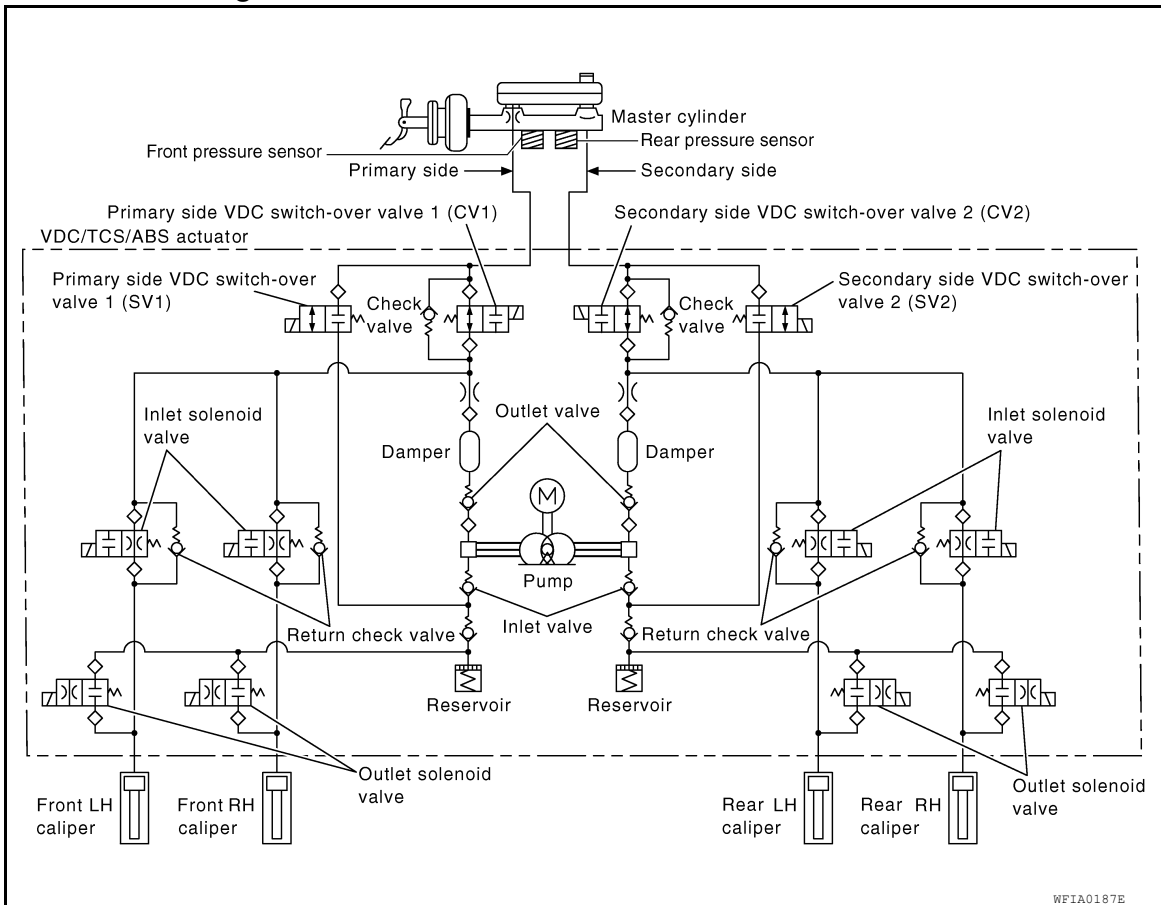 Master cylinder
Front pressure sensor
Rear pressure sensor
Primary side
Secondary side
Primary side VDC switch-over valve 1 (CV1)
Secondary side VDC switch-over valve 2 (CV2)
VDC/TCS/ABS actuator
Primary side VDC switch-over
valve 1 (SV1)
Check
valve
Check
valve
Secondary side VDC switch-over
valve 2 (SV2)
Inlet solenoid
valve
Outlet valve
Inlet solenoid
valve
Damper
Damper
M
Pump
Return check valve
Inlet valve
Return check valve
Reservoir
Reservoir
Outlet solenoid
valve
Outlet solenoid
valve
Front LH
caliper
Front RH
caliper
Rear LH
caliper
Rear RH
caliper
WFIA0187E